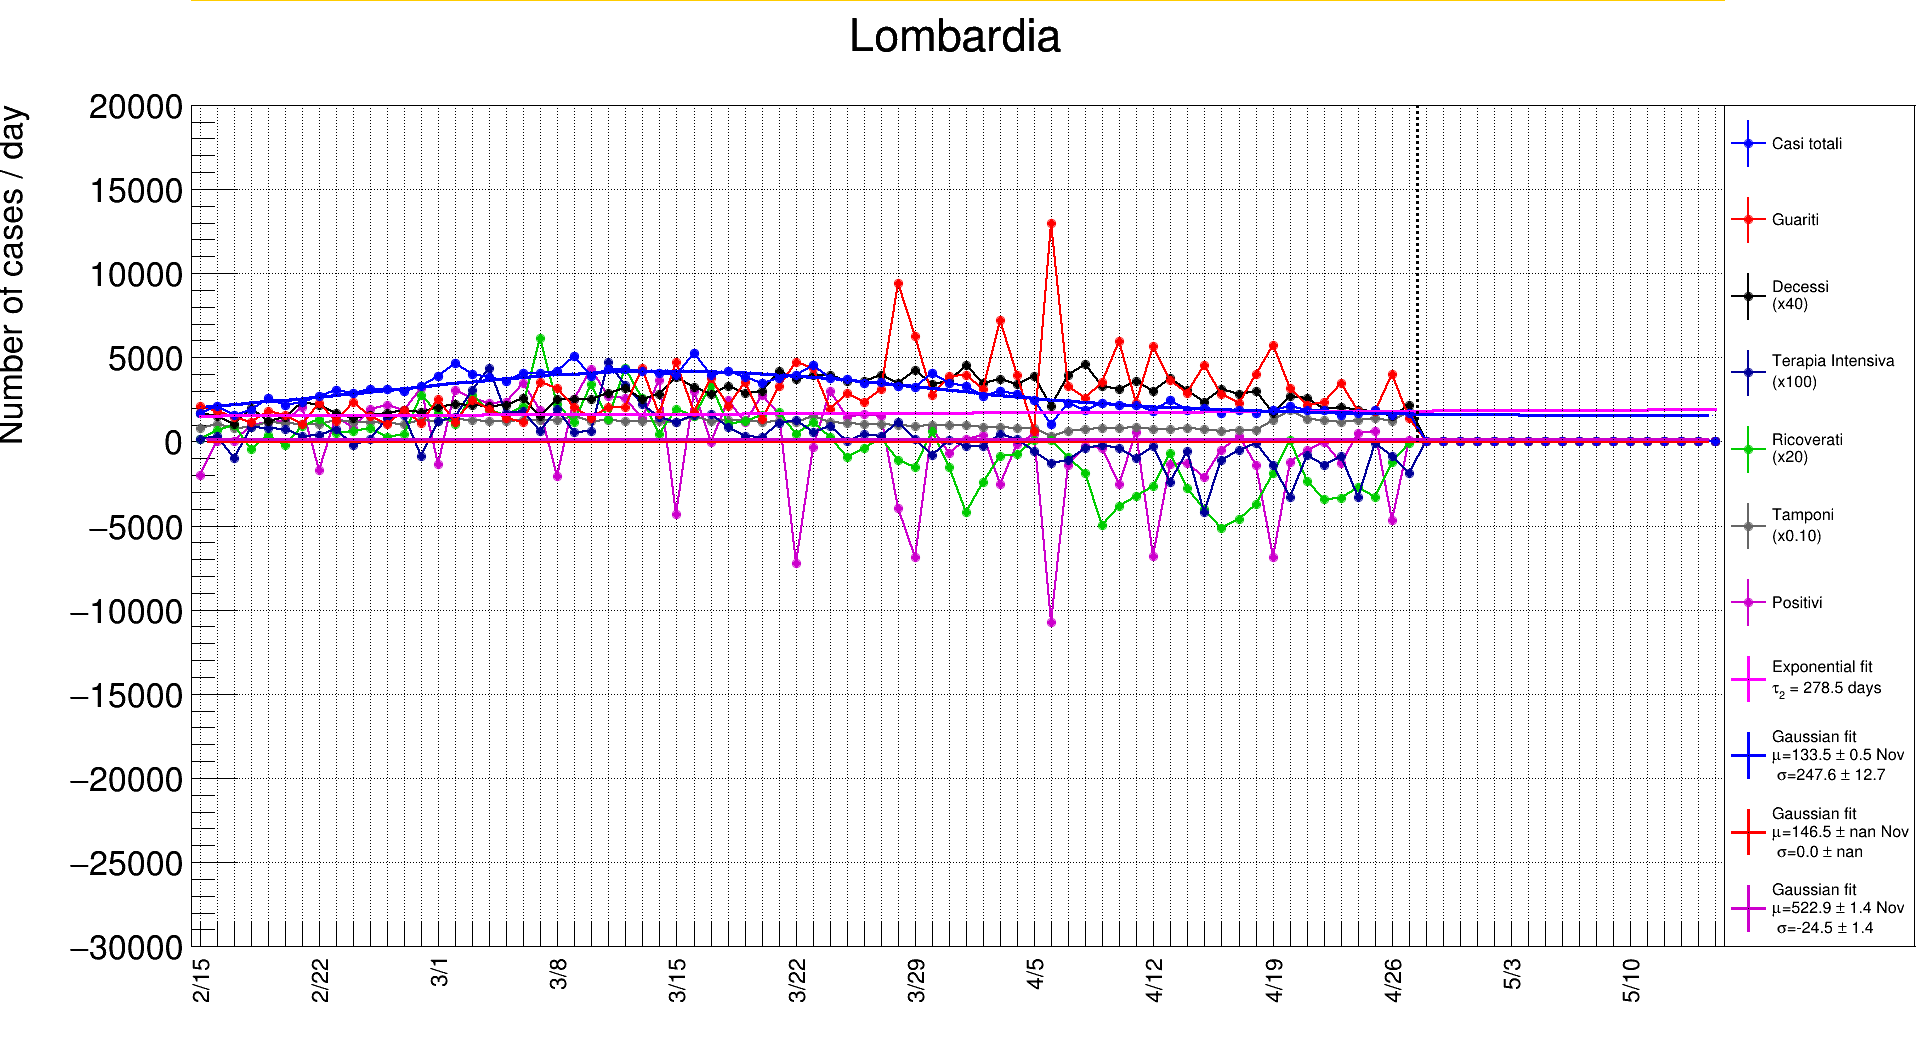 Lombardia
Number of cases / day
20000
15000
10000
5000
0
−5000
−10000
−15000
−20000
−25000
−30000
2/15
2/22
3/1
3/8
3/15
3/22
3/29
4/5
4/12
4/19
4/26
5/3
5/10
Casi totali
Guariti
Decessi
(x40)
Terapia Intensiva
(x100)
Ricoverati
(x20)
Tamponi
(x0.10)
Positivi
Exponential fit
τ2 = 278.5 days
Gaussian fit
μ=133.5 ± 0.5 Nov
σ=247.6 ± 12.7
Gaussian fit
μ=146.5 ± nan Nov
σ=0.0 ± nan
Gaussian fit
μ=522.9 ± 1.4 Nov
σ=-24.5 ± 1.4